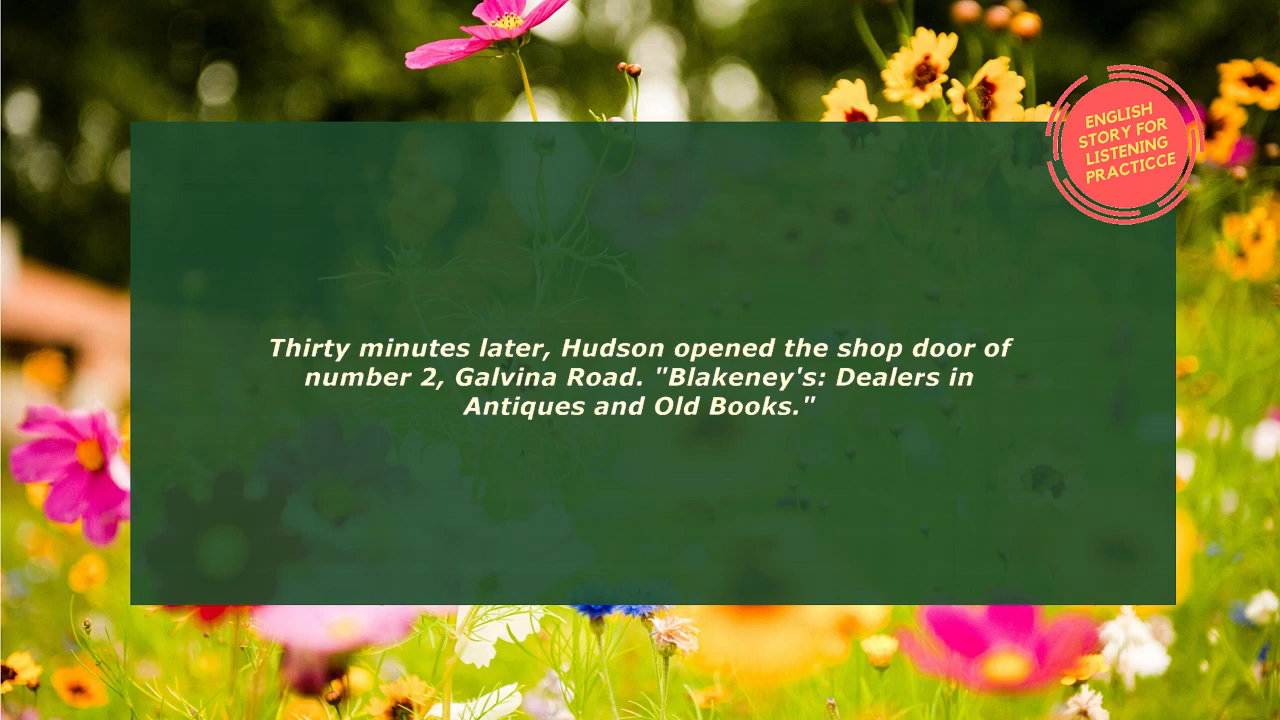 ENGLISH
STORY FOR
LISTENING
PRACTICCE
Thirty minutes later, Hudson opened the shop door of
number 2, Galvina Road. "Blakeney's: Dealers in
Antiques and Old Books."